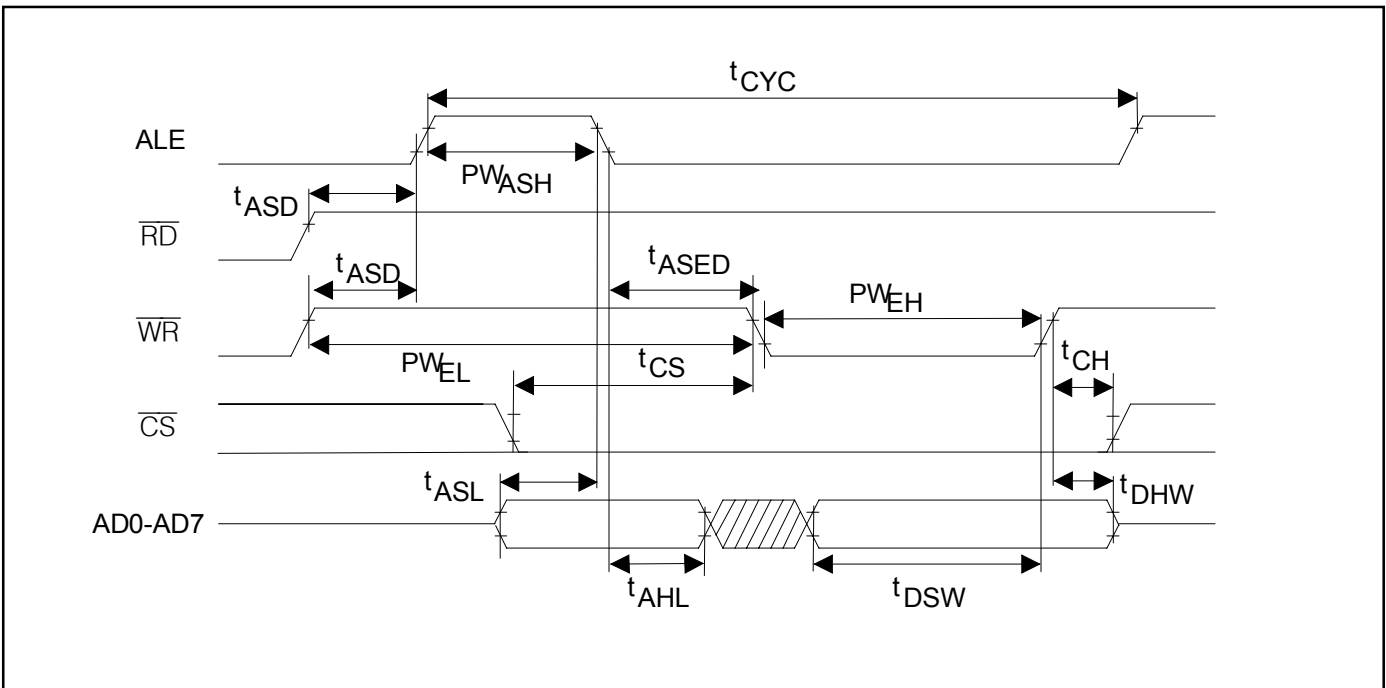 tCYC
ALE
PWASH
tASD
RD
tASD
tASED
PWEH
WR
PWEL
tCS
tCH
CS
tASL
tDHW
AD0-AD7
tAHL
tDSW